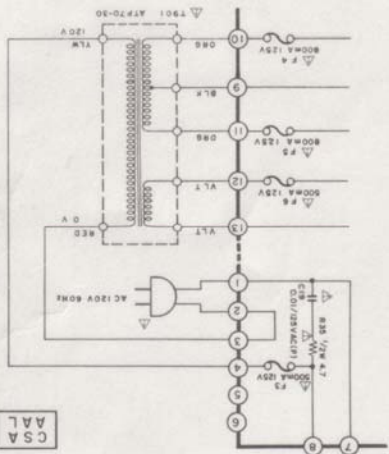 T901 ATP70-30
120V
YLW
ORG
10
800mA 125V
F4
BLK
9
ORG
11
800mA 125V
F5
VLT
12
500mA 125V
F6
0V
RED
VLT
13
AC120V 60Hz
1
2
3
4
5
6
C19
0.01/125VAC(P)
R35 1/2W 4.7
500mA 125V
F3
8
7
CSA
AAL